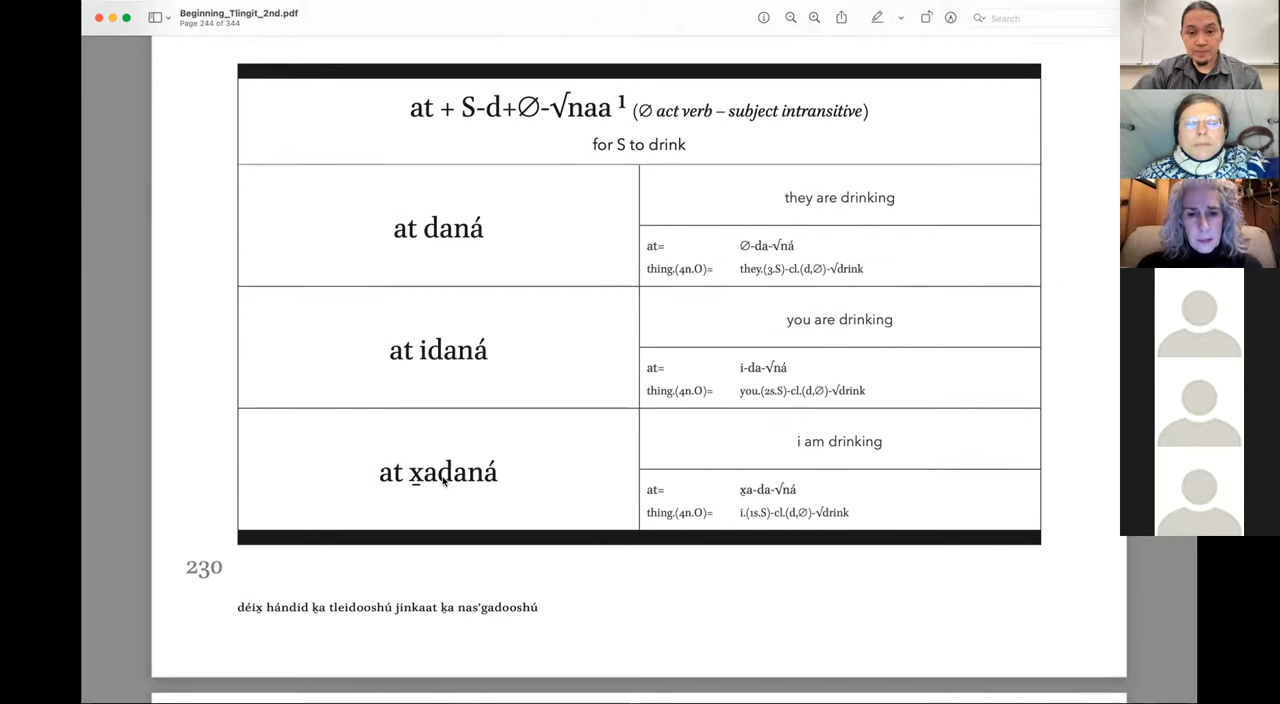 Beginning_Tlingit_2nd.pdf
Page 244 of 344
Search
at + S-d+∅-√naa ¹ (∅ act verb – subject intransitive)
for S to drink
at daná
they are drinking
at= ∅-da-√ná
thing.(4n.O)= they.(3.S)-cl.(d,∅)-√drink
at idaná
you are drinking
at= i-da-√ná
thing.(4n.O)= you.(2s.S)-cl.(d,∅)-√drink
at x̲adaná
i am drinking
at= x̲a-da-√ná
thing.(4n.O)= i.(1s.S)-cl.(d,∅)-√drink
230
déix̲ hándid k̲a tleidooshú jinkaat k̲a nas'gadooshú